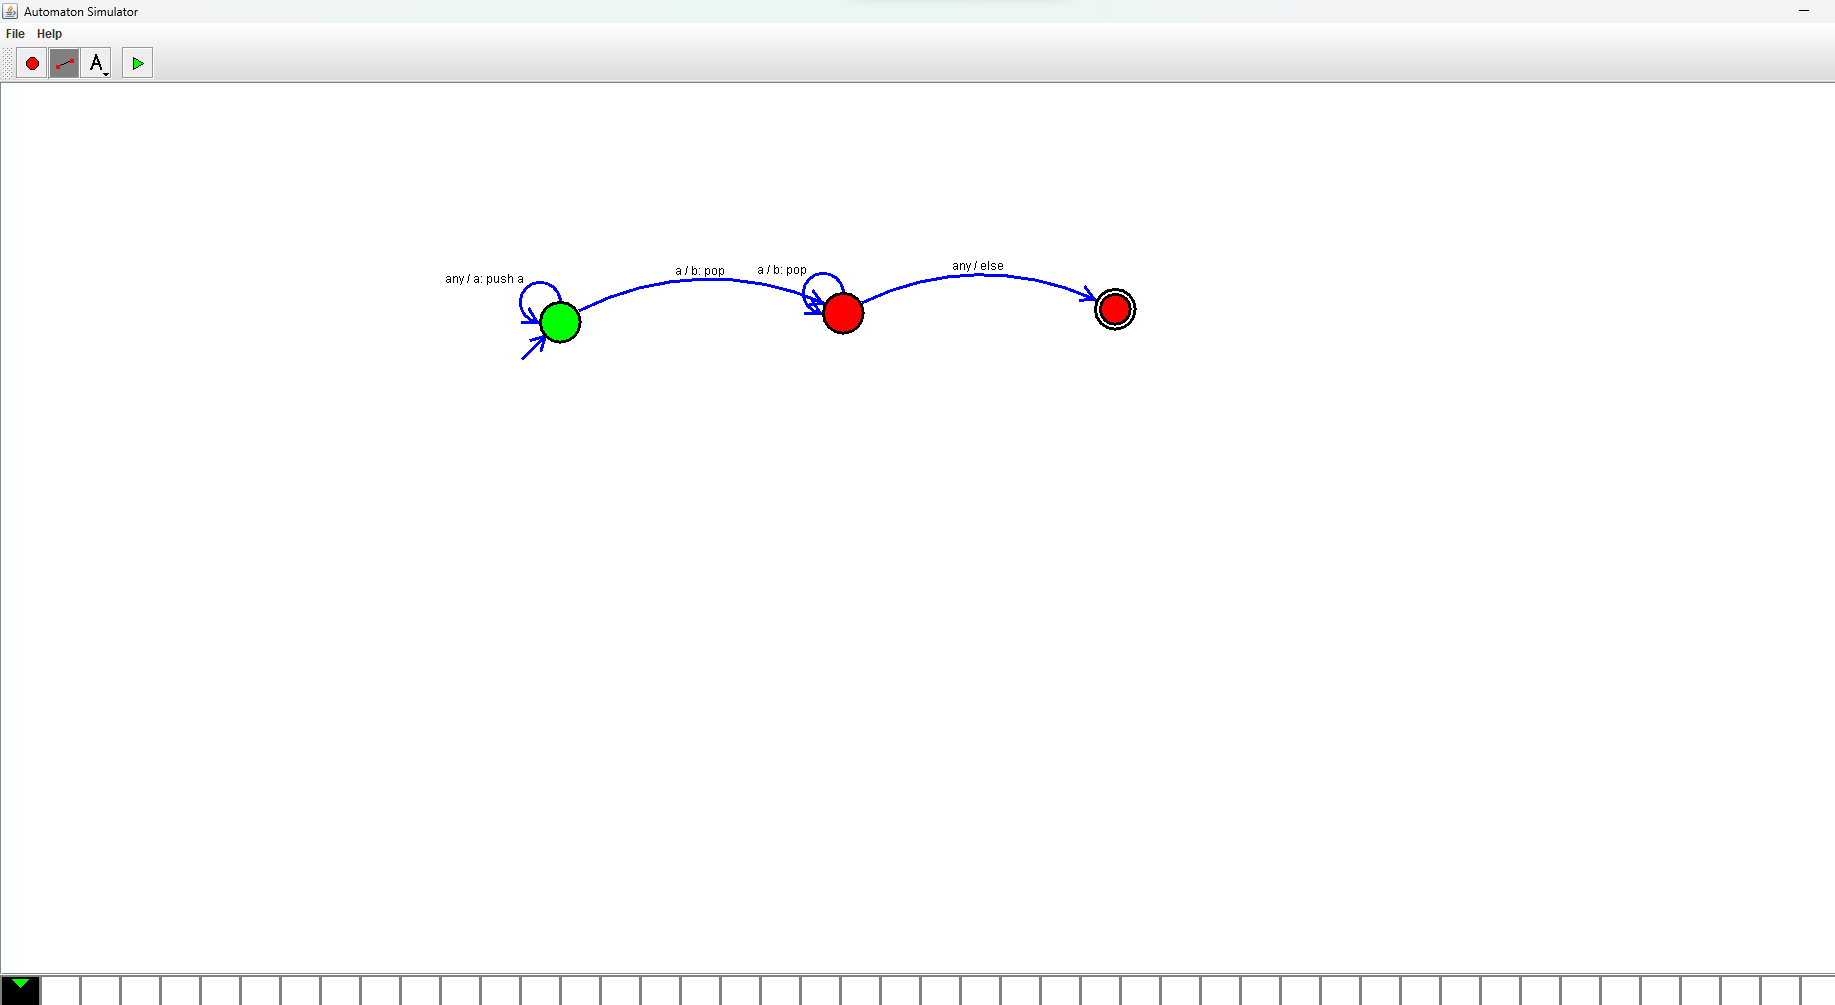 Automaton Simulator
File Help
A
any / a: push a
a / b: pop
a / b: pop
any / else